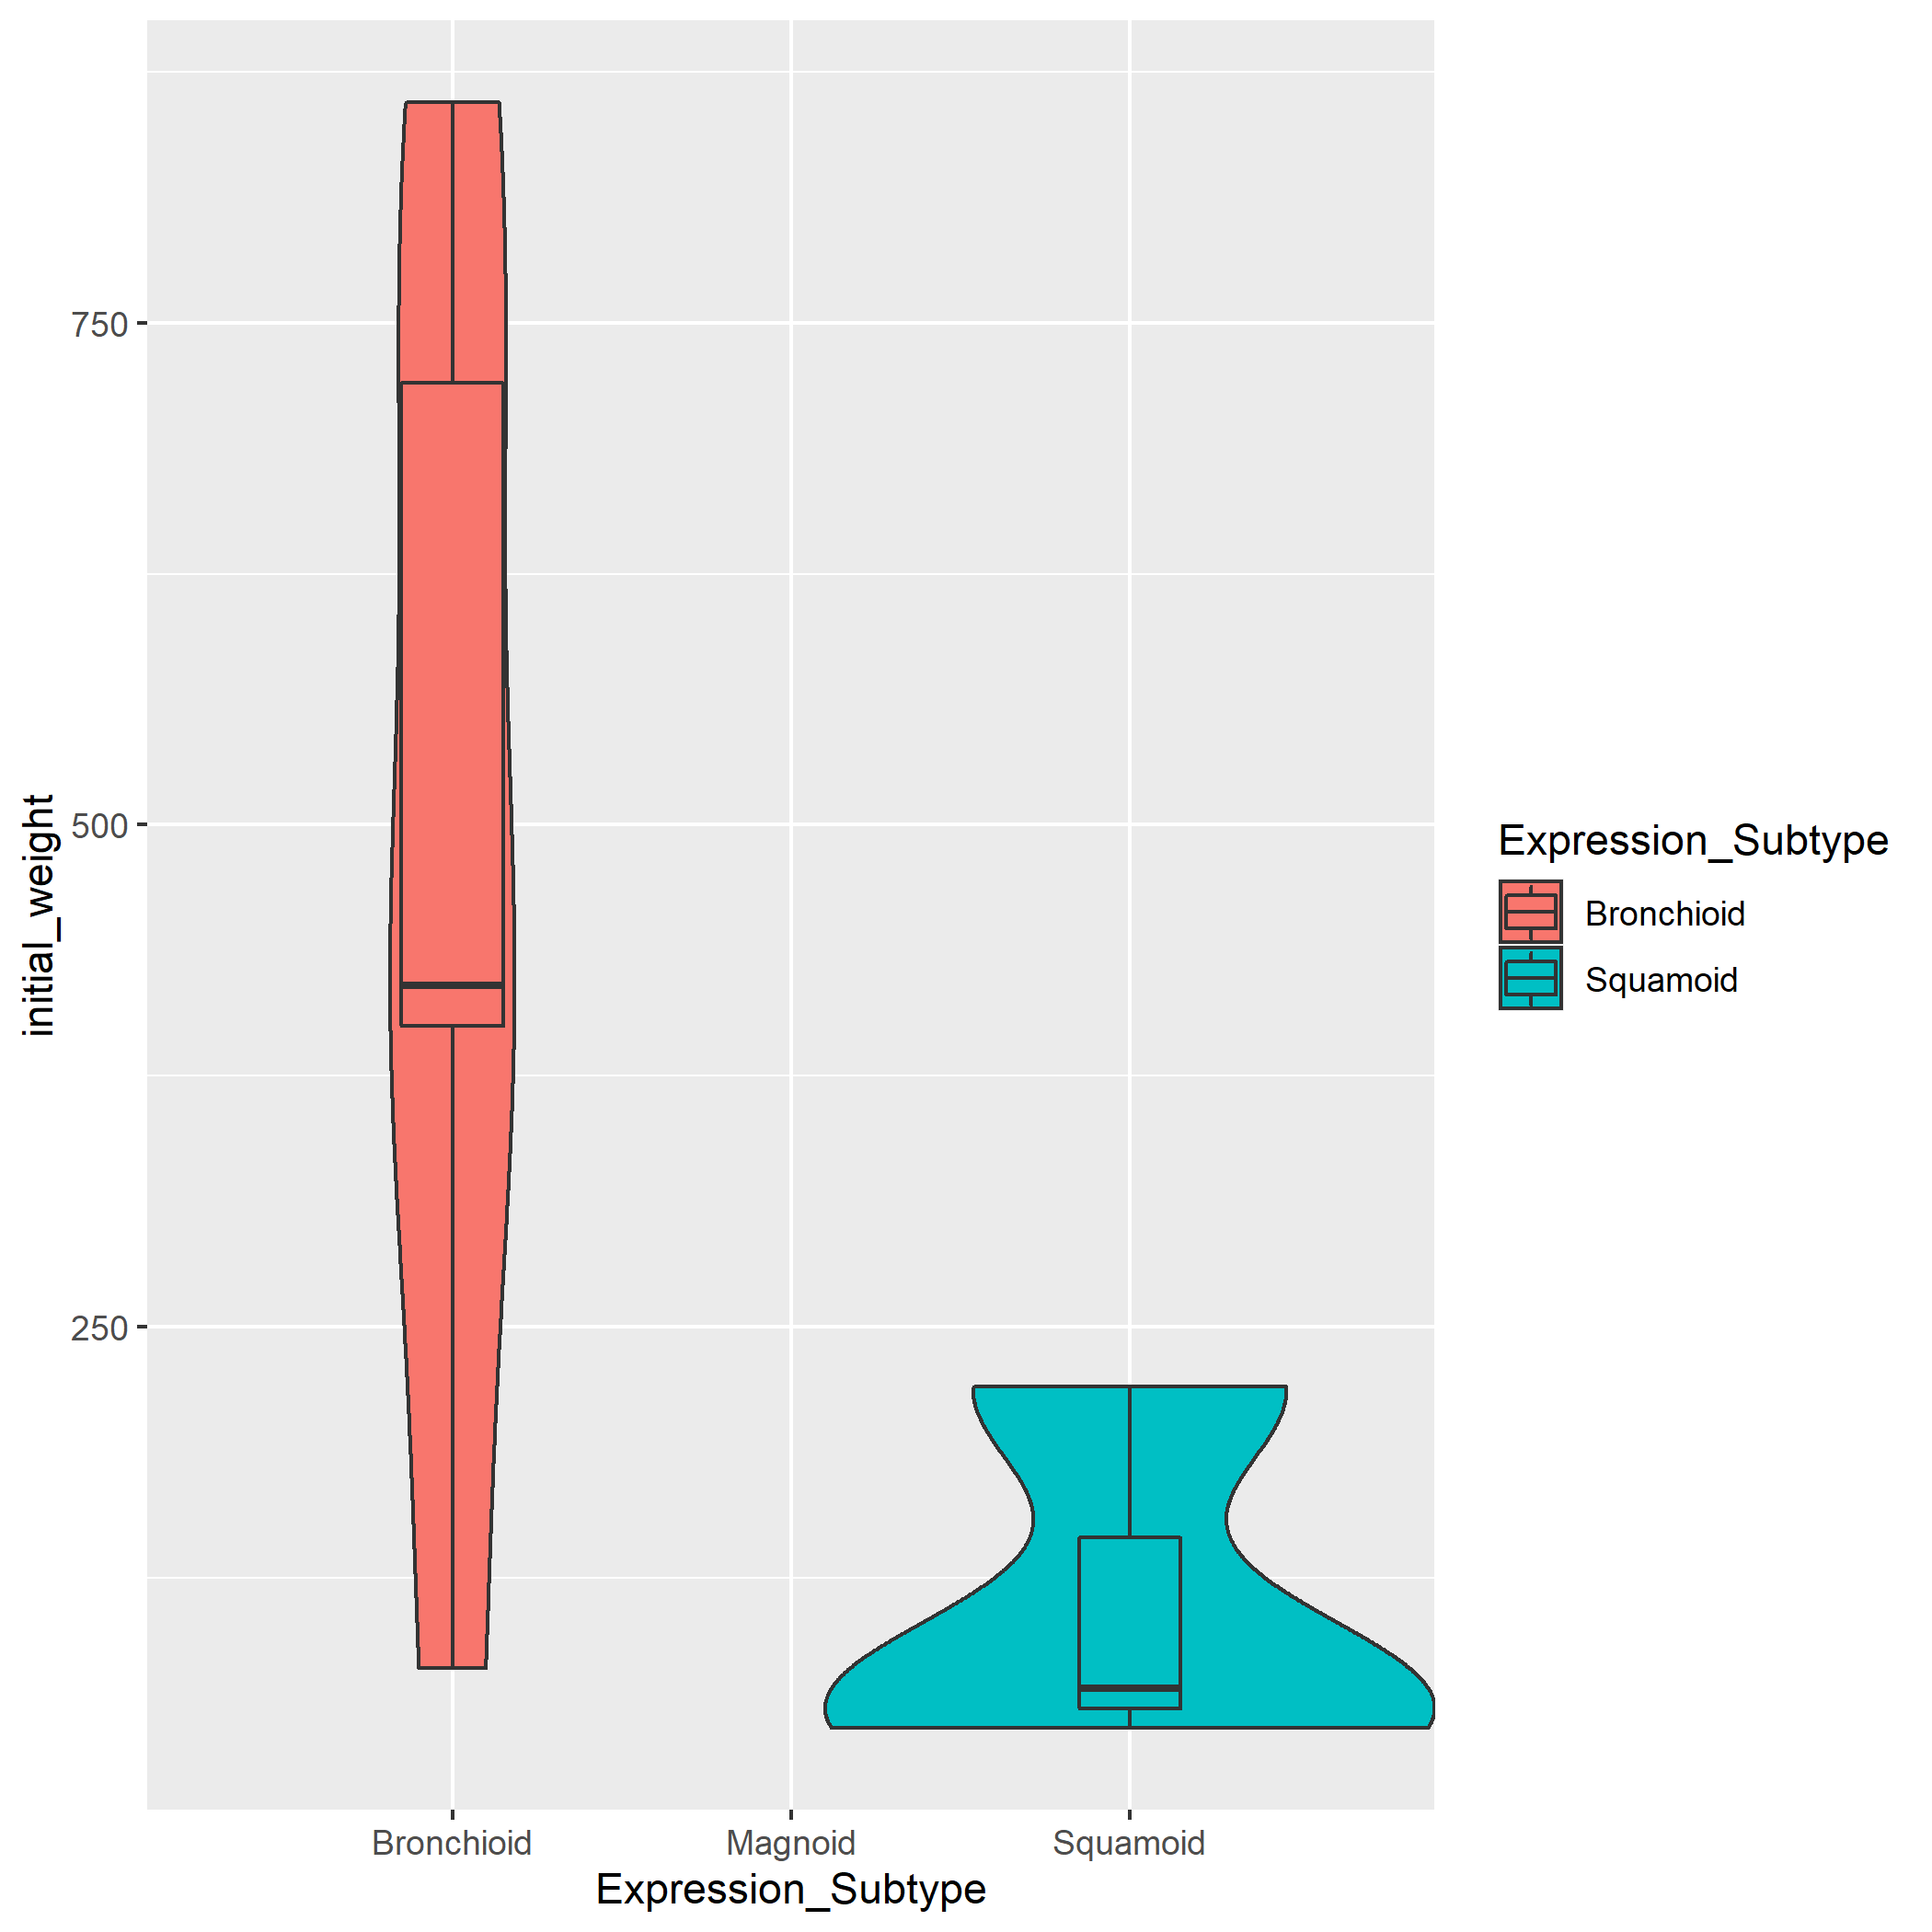 750
500
250
initial_weight
Bronchioid
Magnoid
Squamoid
Expression_Subtype
Expression_Subtype
Bronchioid
Squamoid